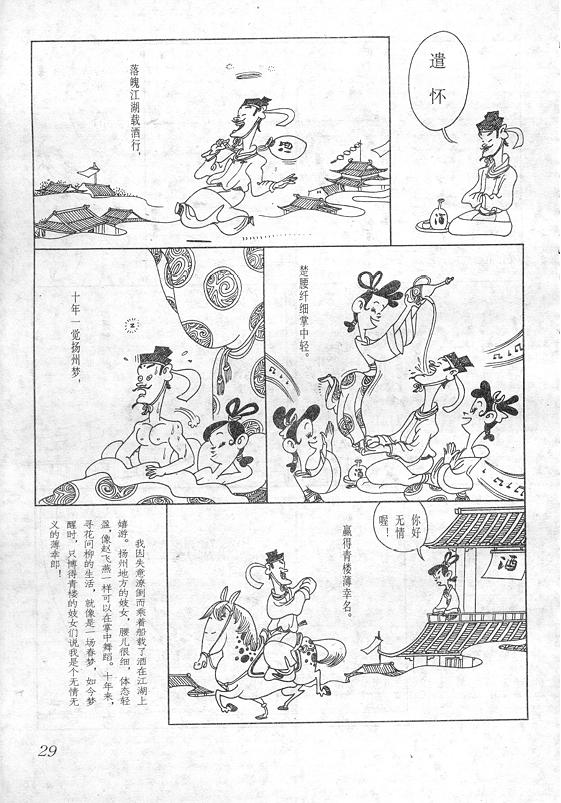 遣怀
酒
落魄江湖载酒行，
酒
楚腰纤细掌中轻。
酒
十年一觉扬州梦，
z
你好
无情
喔！
酒
赢得青楼薄幸名。
我因失意潦倒而乘着船载了酒在江湖上
嬉游。扬州地方的妓女，腰儿很细，体态轻
盈，像赵飞燕一样可以在掌中舞蹈。十年来，
寻花问柳的生活，就像是一场春梦，如今梦
醒时，只博得青楼的妓女们说我是个无情无
义的薄幸郎！
29